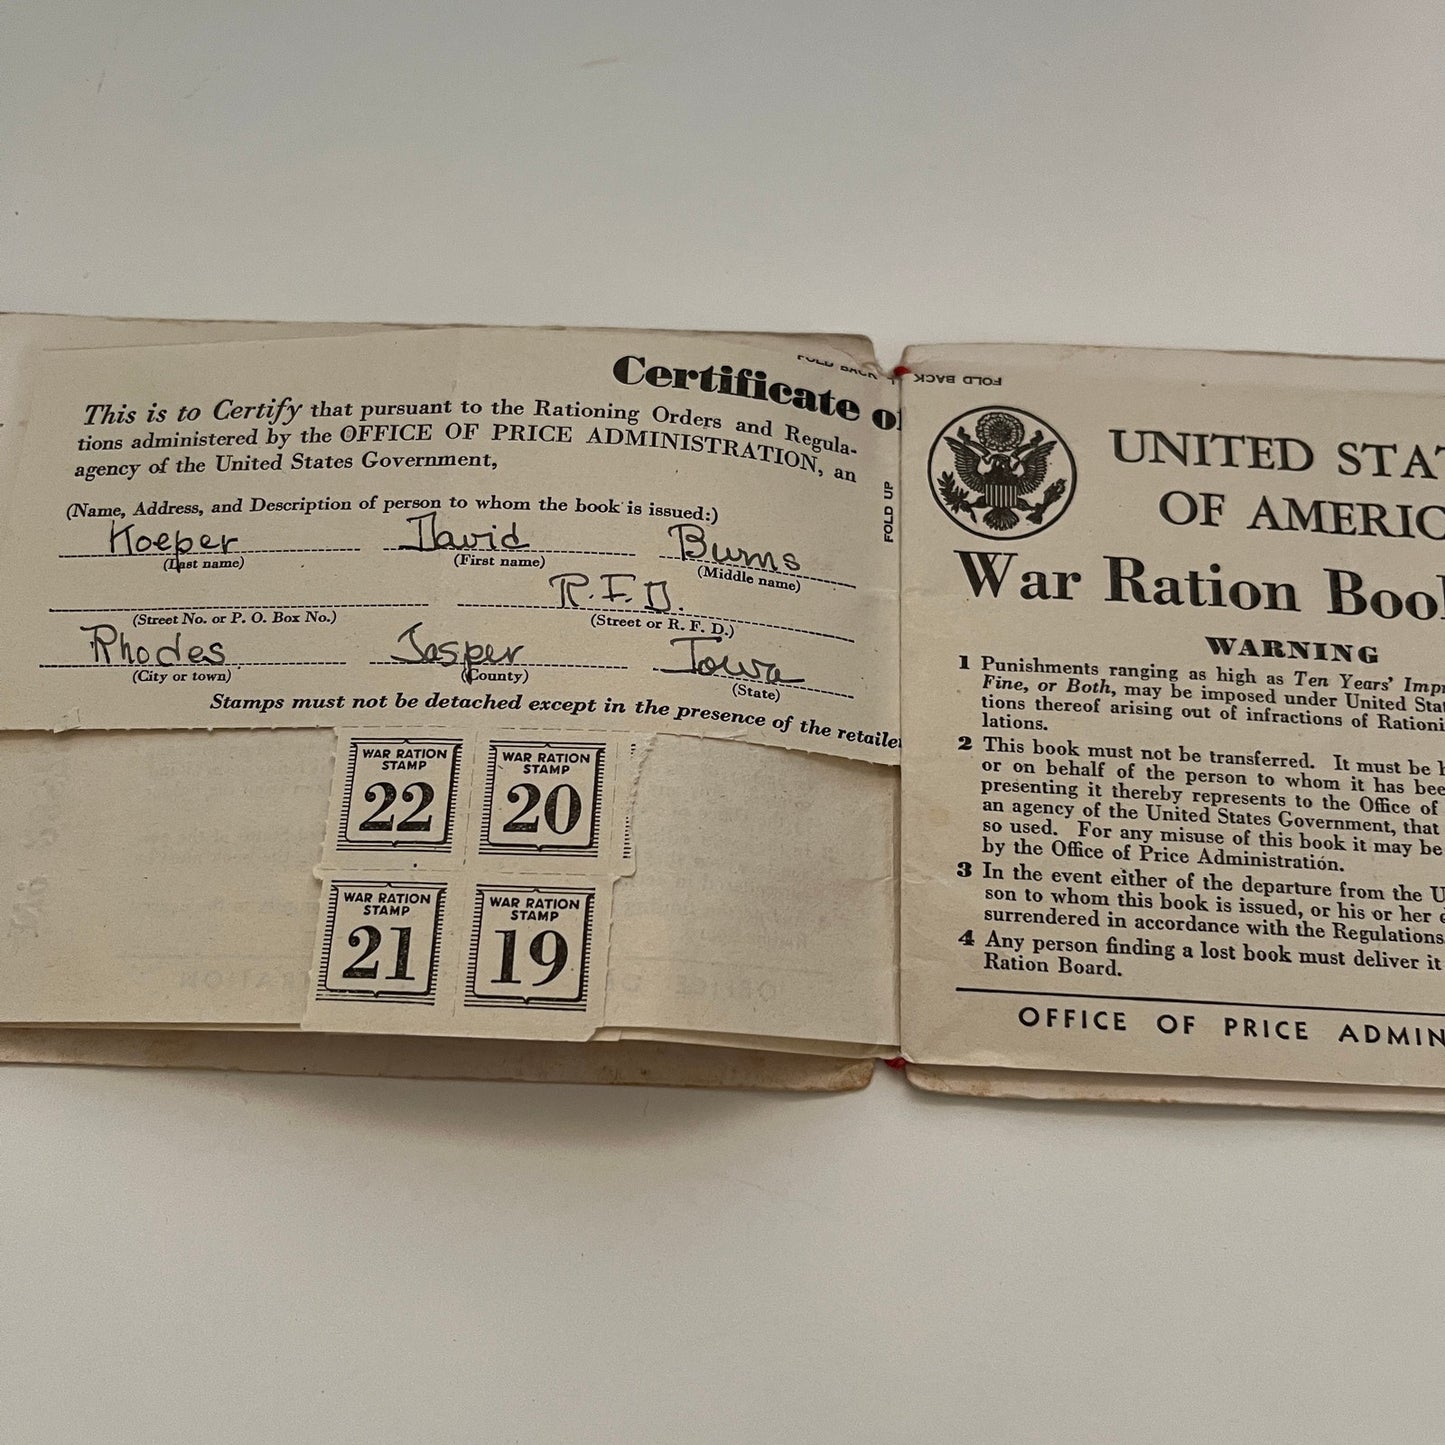 FOLD BACK
Certificate o
This is to Certify that pursuant to the Rationing Orders and Regula-
tions administered by the OFFICE OF PRICE ADMINISTRATION, an
agency of the United States Government,
(Name, Address, and Description of person to whom the book is issued:)
Koeper David Burns
(Last name) (First name) (Middle name)
R.F.D.
(Street No. or P. O. Box No.) (Street or R. F. D.)
Rhodes Jasper Iowa
(City or town) (County) (State)
Stamps must not be detached except in the presence of the retailer
FOLD UP
WAR RATION
STAMP
22
WAR RATION
STAMP
20
WAR RATION
STAMP
21
WAR RATION
STAMP
19
FOLD BACK
UNITED STAT
OF AMERIC
War Ration Boo
WARNING
1 Punishments ranging as high as Ten Years' Impr
Fine, or Both, may be imposed under United Sta
tions thereof arising out of infractions of Rationi
lations.
2 This book must not be transferred. It must be h
or on behalf of the person to whom it has bee
presenting it thereby represents to the Office of
an agency of the United States Government, that
so used. For any misuse of this book it may be
by the Office of Price Administration.
3 In the event either of the departure from the U
son to whom this book is issued, or his or her d
surrendered in accordance with the Regulations
4 Any person finding a lost book must deliver it
Ration Board.
OFFICE OF PRICE ADMIN